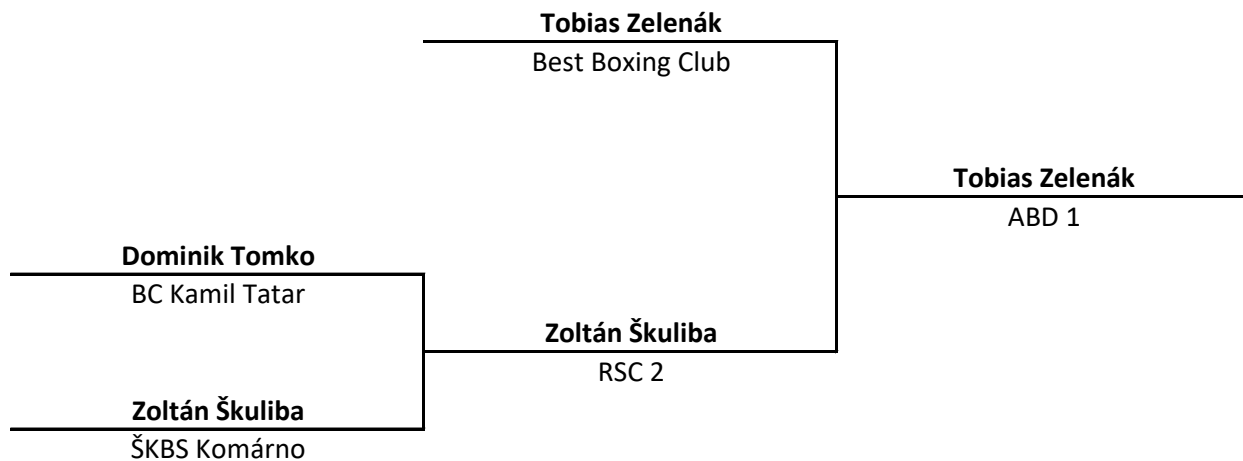 Tobias Zelenák
Best Boxing Club
Tobias Zelenák
ABD 1
Dominik Tomko
BC Kamil Tatar
Zoltán Škuliba
RSC 2
Zoltán Škuliba
ŠKBS Komárno